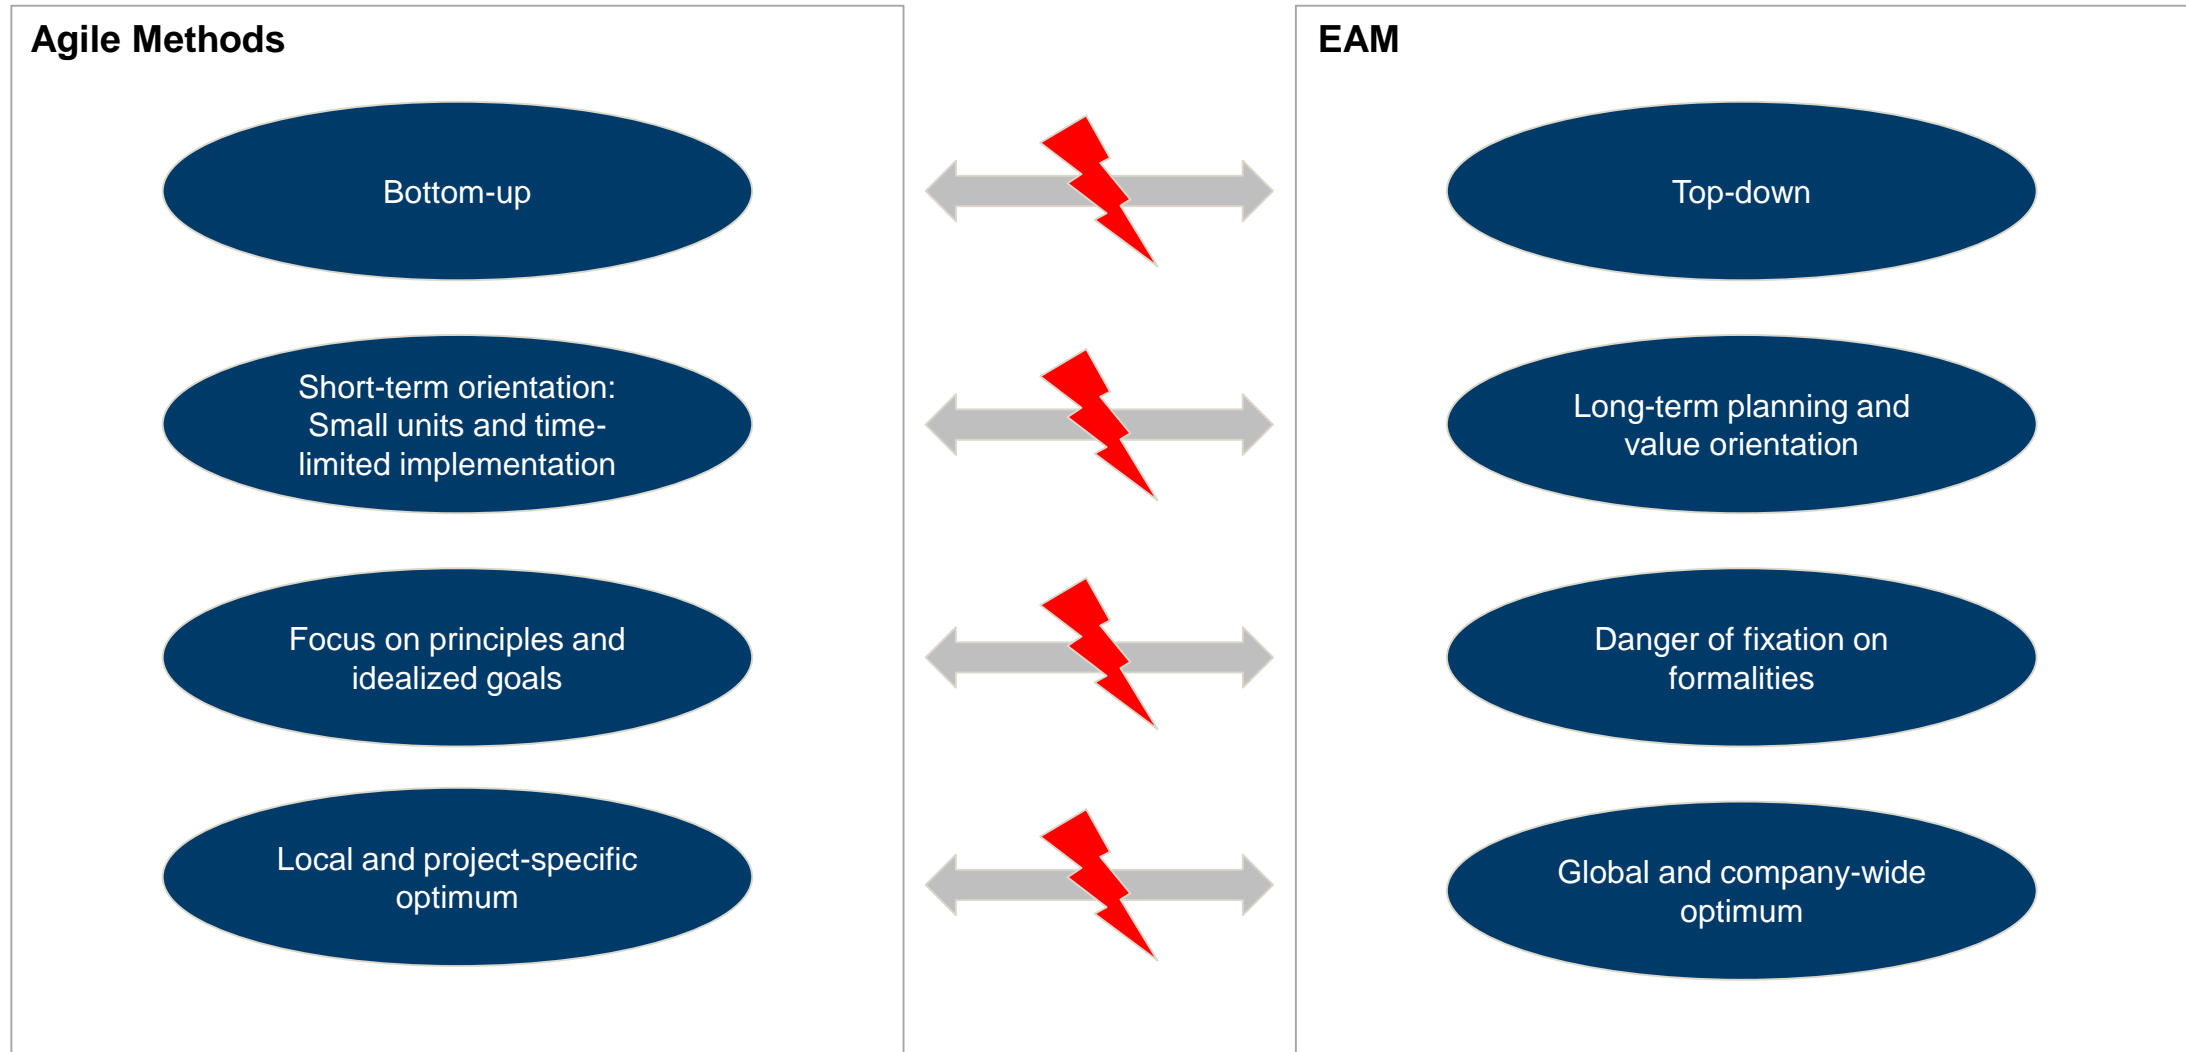 Agile Methods
Bottom-up
Short-term orientation:
Small units and time-
limited implementation
Focus on principles and
idealized goals
Local and project-specific
optimum
EAM
Top-down
Long-term planning and
value orientation
Danger of fixation on
formalities
Global and company-wide
optimum